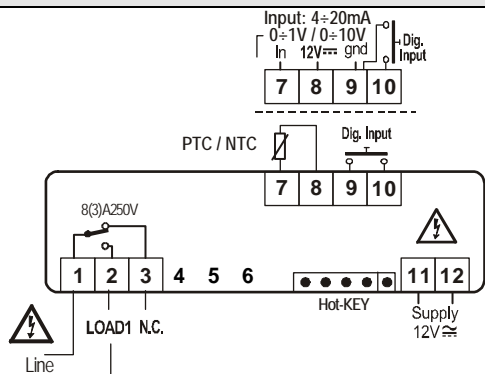 Input: 4÷20mA
0÷1V / 0÷10V
In 12V⎓ gnd
Dig.
Input
7 8 9 10
PTC / NTC
Dig. Input
7 8 9 10
8(3)A250V
1 2 3 4 5 6
11 12
Hot-KEY
LOAD1 N.C.
Supply
12V≂
Line